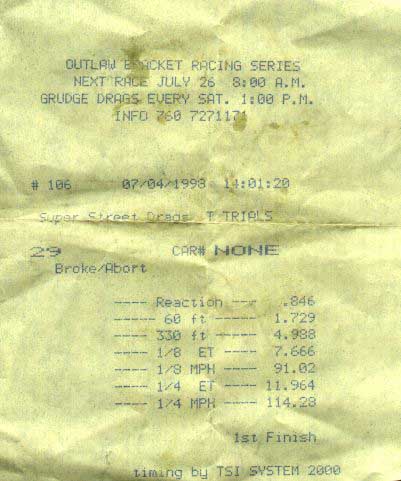 OUTLAW BRACKET RACING SERIES
NEXT RACE JULY 26 8:00 A.M.
GRUDGE DRAGS EVERY SAT. 1:00 P.M.
INFO 760 7271171
# 106 07/04/1998 14:01:20
Super Street Drags T TRIALS
29 CAR# NONE
Broke/Abort
---- Reaction --- .846
----- 60 ft ----- 1.729
---- 330 ft ---- 4.988
---- 1/8 ET ---- 7.666
---- 1/8 MPH ---- 91.02
---- 1/4 ET ---- 11.964
---- 1/4 MPH ---- 114.28
1st Finish
timing by TSI SYSTEM 2000